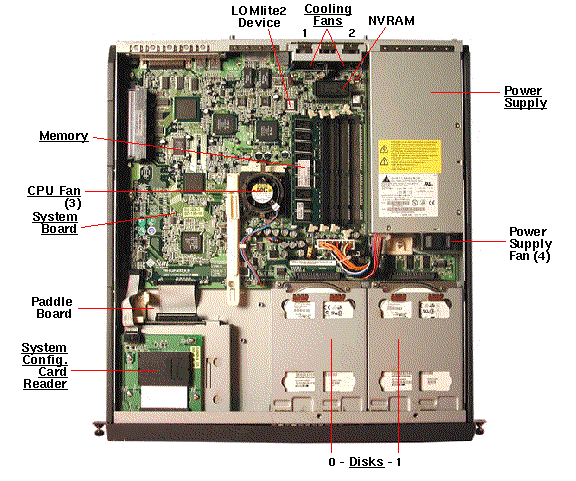 LOMlite2
Device
Cooling
Fans
1 2
NVRAM
Power
Supply
Memory
CPU Fan
(3)
System
Board
Power
Supply
Fan (4)
Paddle
Board
System
Config.
Card
Reader
0 - Disks - 1